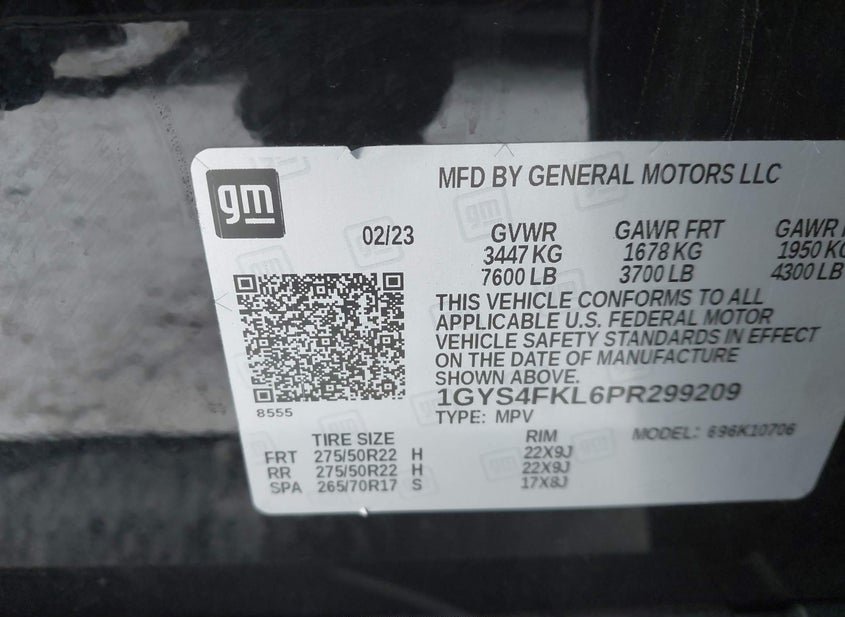 gm
MFD BY GENERAL MOTORS LLC
02/23
GVWR GAWR FRT GAWR
3447 KG 1678 KG 1950 KG
7600 LB 3700 LB 4300 LB
THIS VEHICLE CONFORMS TO ALL
APPLICABLE U.S. FEDERAL MOTOR
VEHICLE SAFETY STANDARDS IN EFFECT
ON THE DATE OF MANUFACTURE
SHOWN ABOVE.
1GYS4FKL6PR299209
8555
TYPE: MPV
MODEL: 696K10706
TIRE SIZE RIM
FRT 275/50R22 H 22X9J
RR 275/50R22 H 22X9J
SPA 265/70R17 S 17X8J